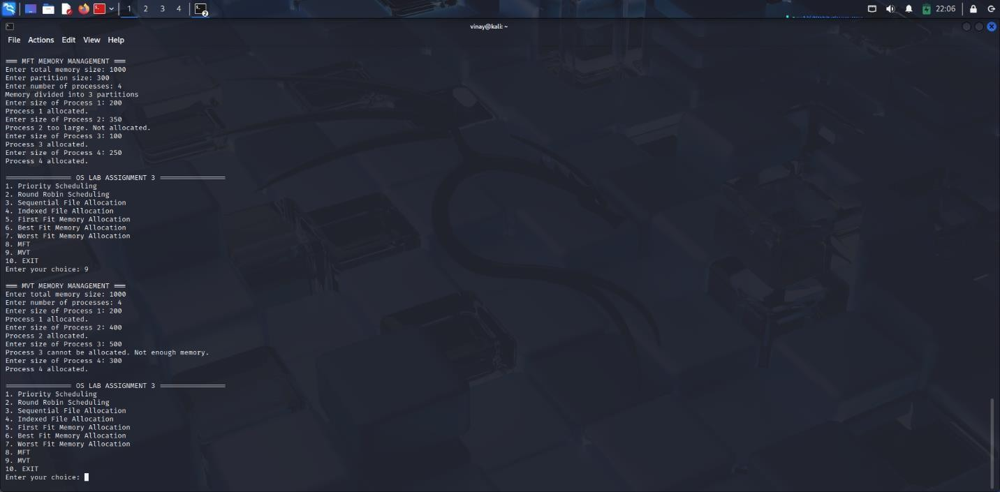 1 2 3 4 2 22:06
vinay@kali: ~
File Actions Edit View Help
=== MFT MEMORY MANAGEMENT ===
Enter total memory size: 1000
Enter partition size: 300
Enter number of processes: 4
Memory divided into 3 partitions
Enter size of Process 1: 200
Process 1 allocated.
Enter size of Process 2: 350
Process 2 too large. Not allocated.
Enter size of Process 3: 100
Process 3 allocated.
Enter size of Process 4: 250
Process 4 allocated.
================ OS LAB ASSIGNMENT 3 ================
1. Priority Scheduling
2. Round Robin Scheduling
3. Sequential File Allocation
4. Indexed File Allocation
5. First Fit Memory Allocation
6. Best Fit Memory Allocation
7. Worst Fit Memory Allocation
8. MFT
9. MVT
10. EXIT
Enter your choice: 9
=== MVT MEMORY MANAGEMENT ===
Enter total memory size: 1000
Enter number of processes: 4
Enter size of Process 1: 200
Process 1 allocated.
Enter size of Process 2: 400
Process 2 allocated.
Enter size of Process 3: 500
Process 3 cannot be allocated. Not enough memory.
Enter size of Process 4: 300
Process 4 allocated.
================ OS LAB ASSIGNMENT 3 ================
1. Priority Scheduling
2. Round Robin Scheduling
3. Sequential File Allocation
4. Indexed File Allocation
5. First Fit Memory Allocation
6. Best Fit Memory Allocation
7. Worst Fit Memory Allocation
8. MFT
9. MVT
10. EXIT
Enter your choice: